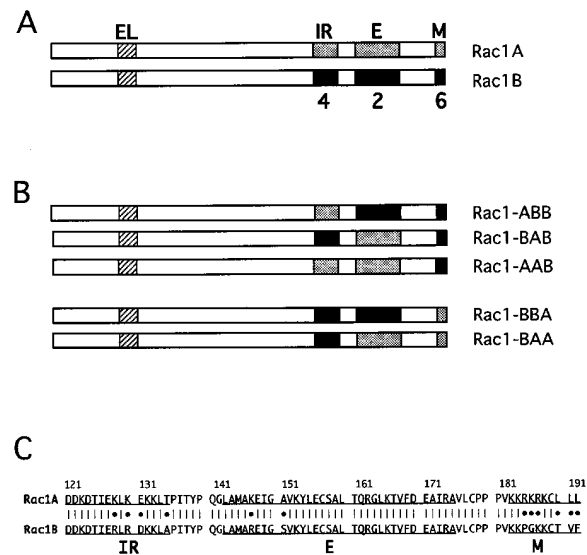 A
EL IR E M
Rac1A
Rac1B
4 2 6
B
Rac1-ABB
Rac1-BAB
Rac1-AAB
Rac1-BBA
Rac1-BAA
C
121 131 141 151 161 171 181 191
Rac1A DDKDTIEKLK EKKLTPITYP QGLAMAKEIG AVKYLECSAL TQRGLKTVFD EAIRAVLCPP PVKKRKRKCL LL
Rac1B DDKDTIERLR DKKLAPITYP QGLAMAREIG SVKYLECSAL TQRGLKTVFD EAIRAVLCPP PVKKPGKKCT VF
IR E M